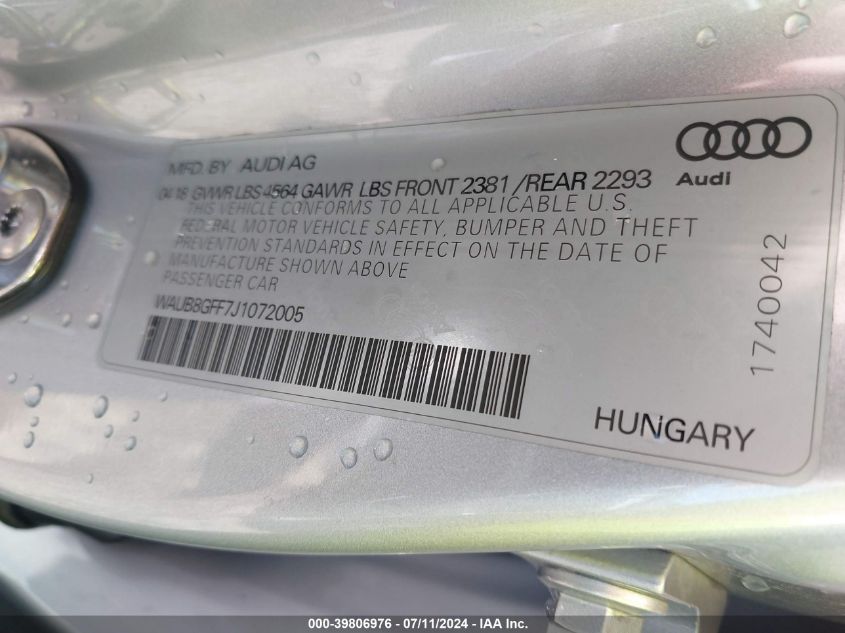 MFD. BY AUDI AG
04 18 GVWR LBS 4564 GAWR LBS FRONT 2381 /REAR 2293
THIS VEHICLE CONFORMS TO ALL APPLICABLE U.S.
FEDERAL MOTOR VEHICLE SAFETY, BUMPER AND THEFT
PREVENTION STANDARDS IN EFFECT ON THE DATE OF
MANUFACTURE SHOWN ABOVE
PASSENGER CAR
WAUB8GFF7J1072005
Audi
1740042
HUNGARY
000-39806976 - 07/11/2024 - IAA Inc.